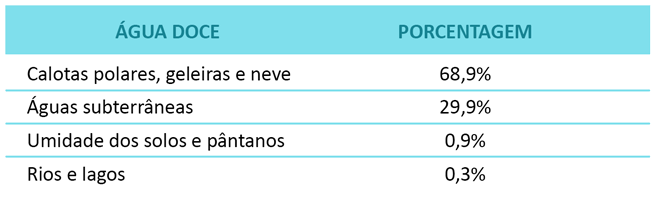 ÁGUA DOCE PORCENTAGEM
Calotas polares, geleiras e neve 68,9%
Águas subterrâneas 29,9%
Umidade dos solos e pântanos 0,9%
Rios e lagos 0,3%